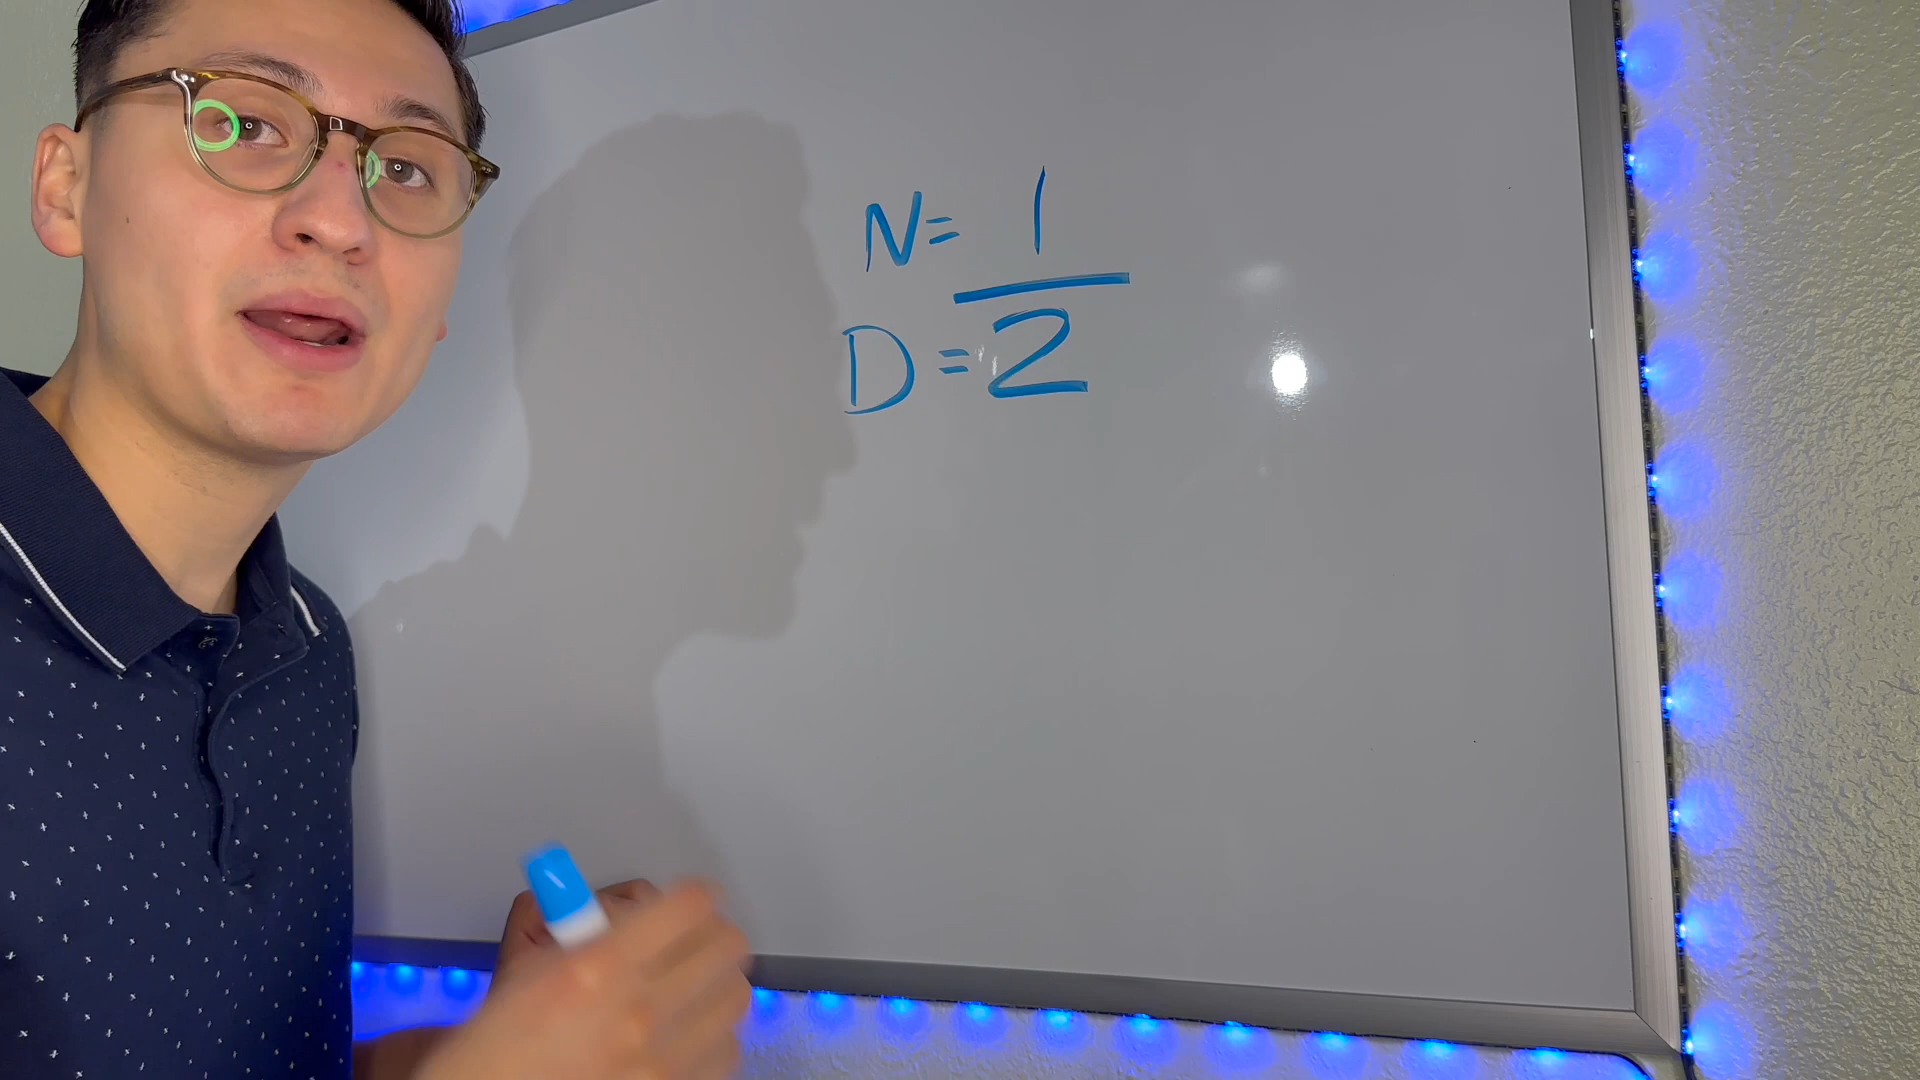 N = 1
D = 2